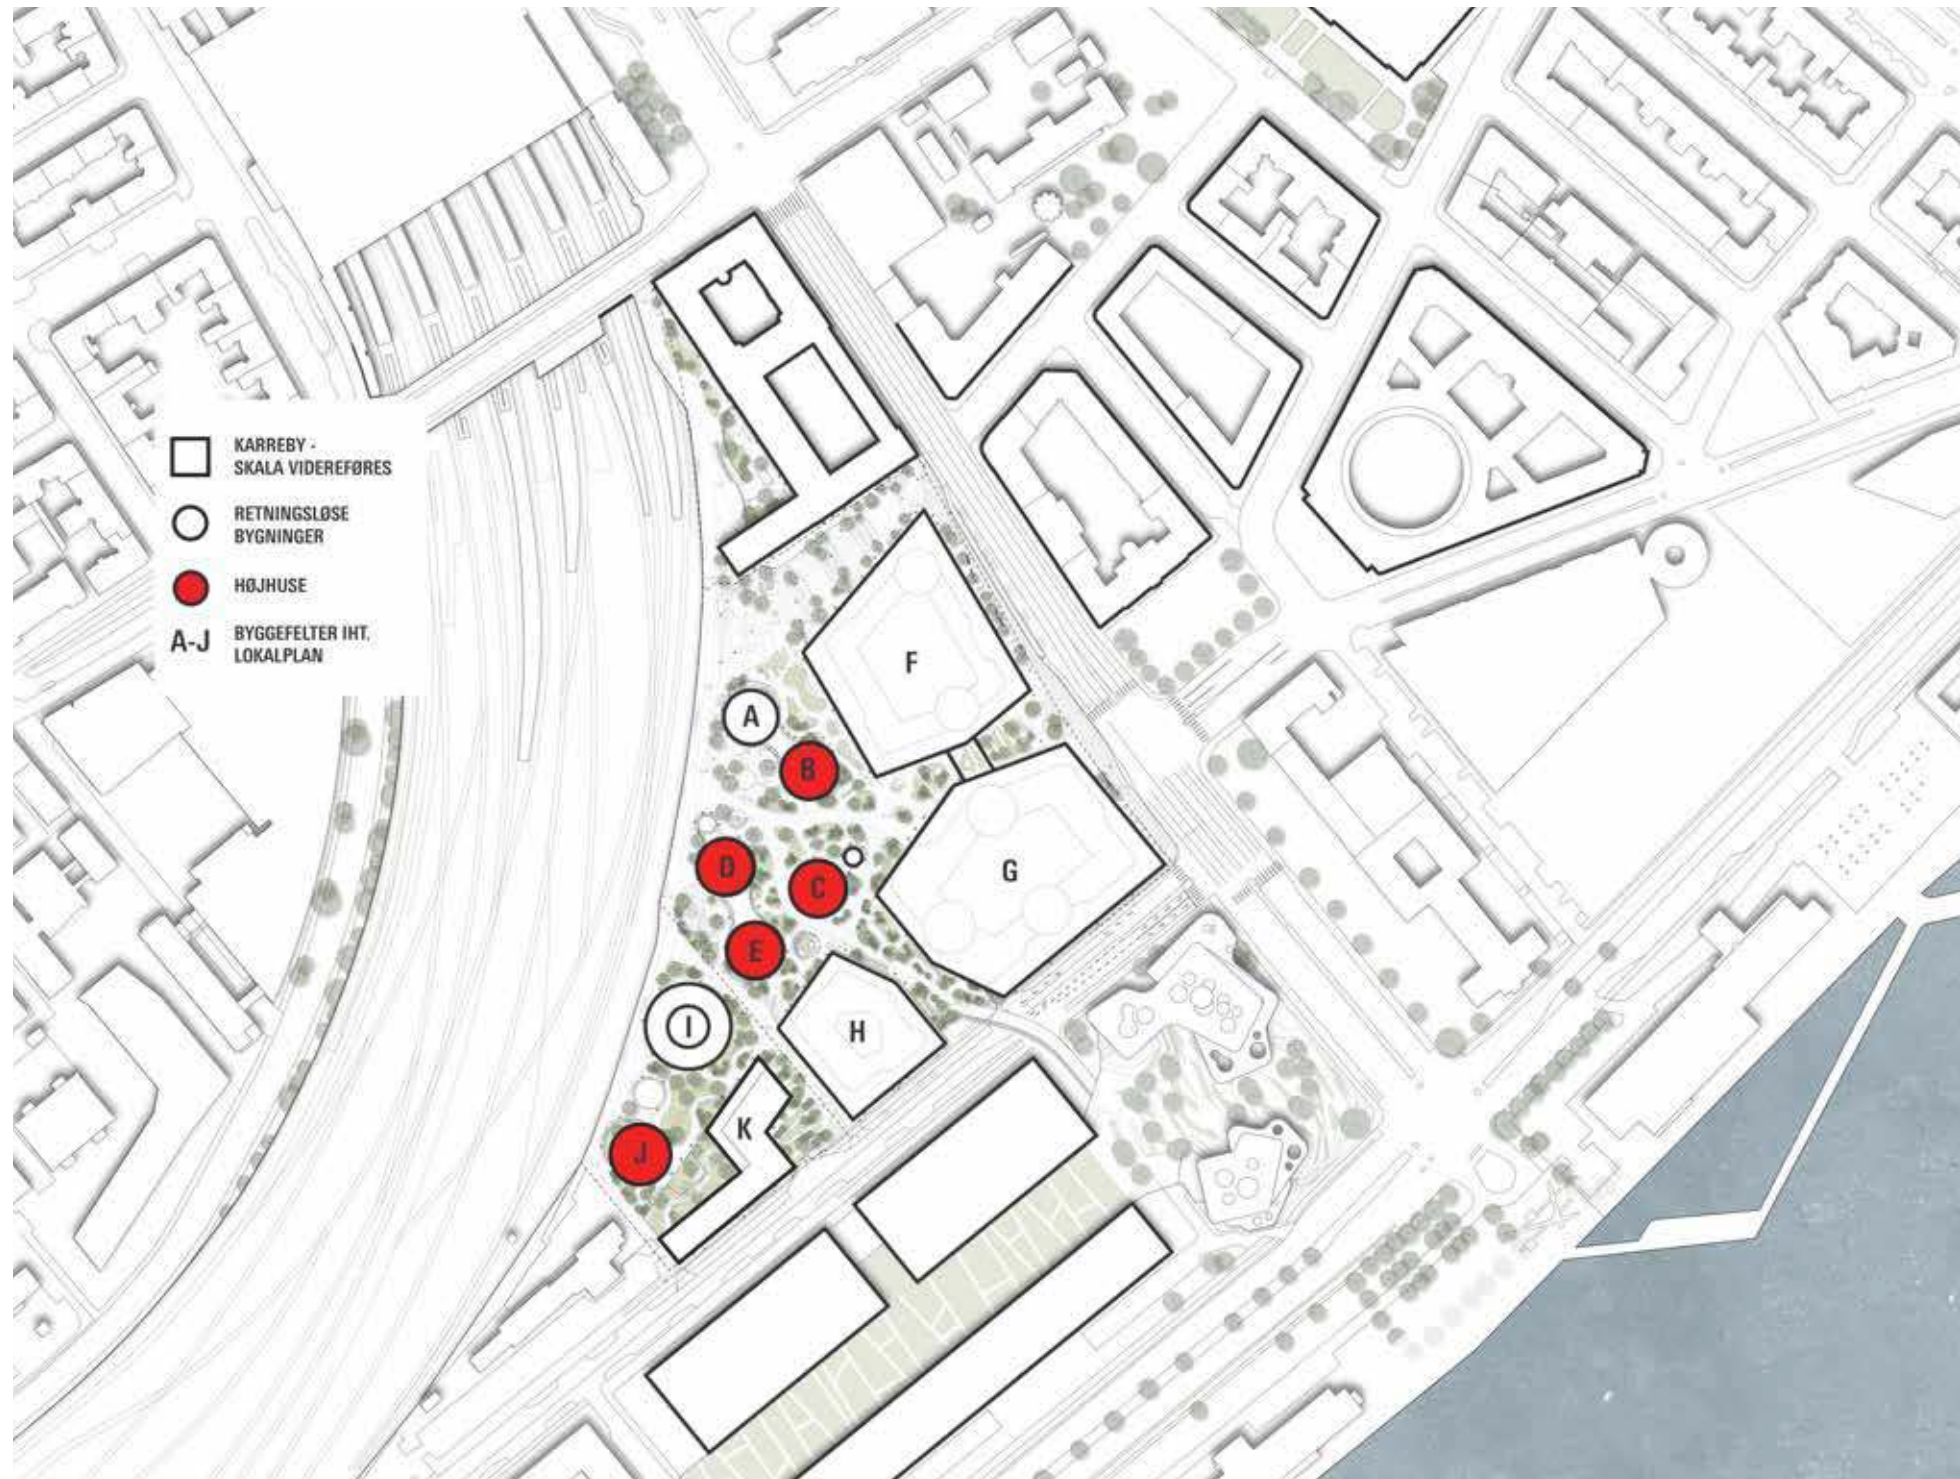 KARREBY -
SKALA VIDEREFØRES
RETNINGSLØSE
BYGNINGER
HØJHUSE
A-J
BYGGEFELTER IHT.
LOKALPLAN
F
A
B
D
C
G
E
I
H
K
J